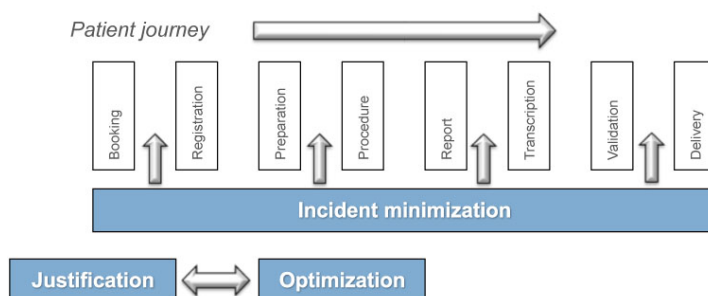 Patient journey
Booking
Registration
Preparation
Procedure
Report
Transcription
Validation
Delivery
Incident minimization
Justification
Optimization